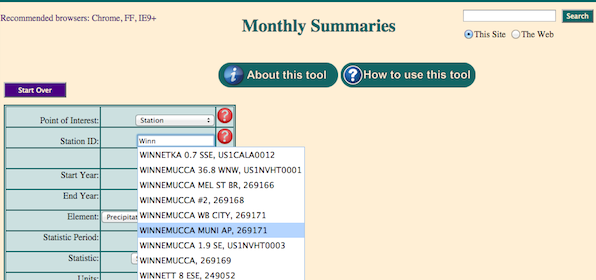 Recommended browsers: Chrome, FF, IE9+
Monthly Summaries
Search
This Site The Web
About this tool
How to use this tool
Start Over
Point of Interest: Station ?
Station ID: Winn ?
WINNETKA 0.7 SSE, US1CALA0012
WINNEMUCCA 36.8 WNW, US1NVHT0001
Start Year:
WINNEMUCCA MEL ST BR, 269166
End Year:
WINNEMUCCA #2, 269168
Element: Precipitat
WINNEMUCCA WB CITY, 269171
Statistic Period:
WINNEMUCCA MUNI AP, 269171
WINNEMUCCA 1.9 SE, US1NVHT0003
Statistic:
WINNEMUCCA, 269169
Units:
WINNETT 8 ESE, 249052